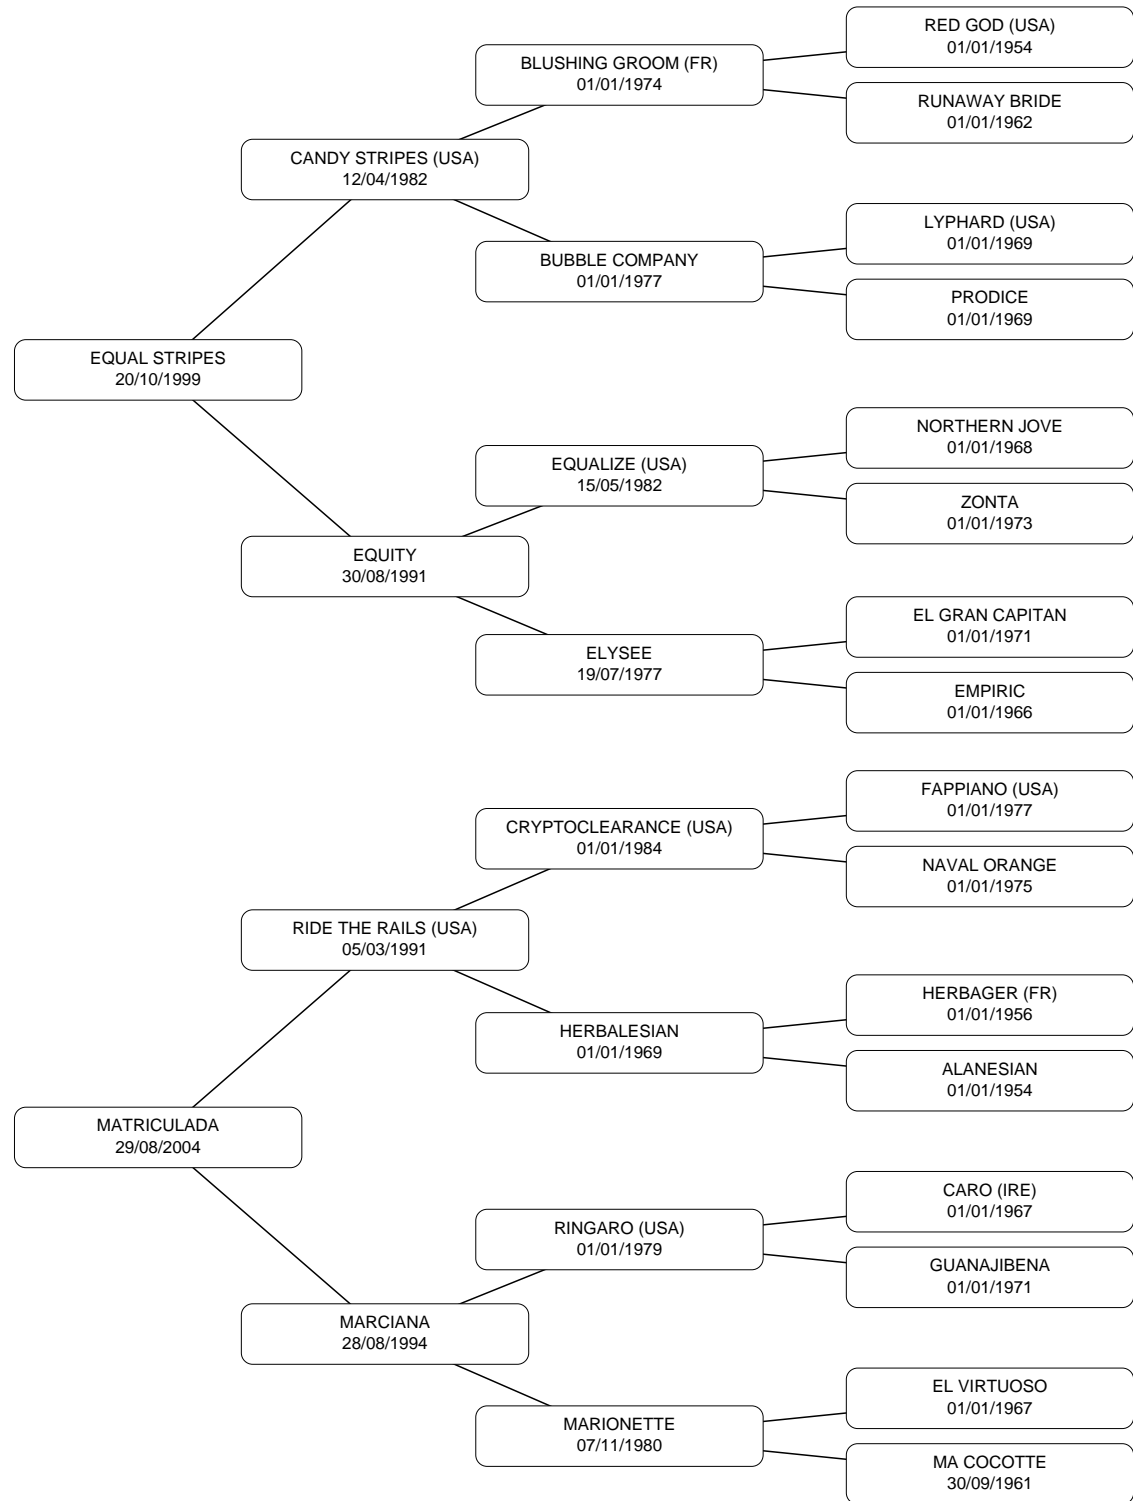 RED GOD (USA)
01/01/1954
BLUSHING GROOM (FR)
01/01/1974
RUNAWAY BRIDE
01/01/1962
CANDY STRIPES (USA)
12/04/1982
LYPHARD (USA)
01/01/1969
BUBBLE COMPANY
01/01/1977
PRODICE
01/01/1969
EQUAL STRIPES
20/10/1999
NORTHERN JOVE
01/01/1968
EQUALIZE (USA)
15/05/1982
ZONTA
01/01/1973
EQUITY
30/08/1991
EL GRAN CAPITAN
01/01/1971
ELYSEE
19/07/1977
EMPIRIC
01/01/1966
FAPPIANO (USA)
01/01/1977
CRYPTOCLEARANCE (USA)
01/01/1984
NAVAL ORANGE
01/01/1975
RIDE THE RAILS (USA)
05/03/1991
HERBAGER (FR)
01/01/1956
HERBALESIAN
01/01/1969
ALANESIAN
01/01/1954
MATRICULADA
29/08/2004
CARO (IRE)
01/01/1967
RINGARO (USA)
01/01/1979
GUANAJIBENA
01/01/1971
MARCIANA
28/08/1994
EL VIRTUOSO
01/01/1967
MARIONETTE
07/11/1980
MA COCOTTE
30/09/1961